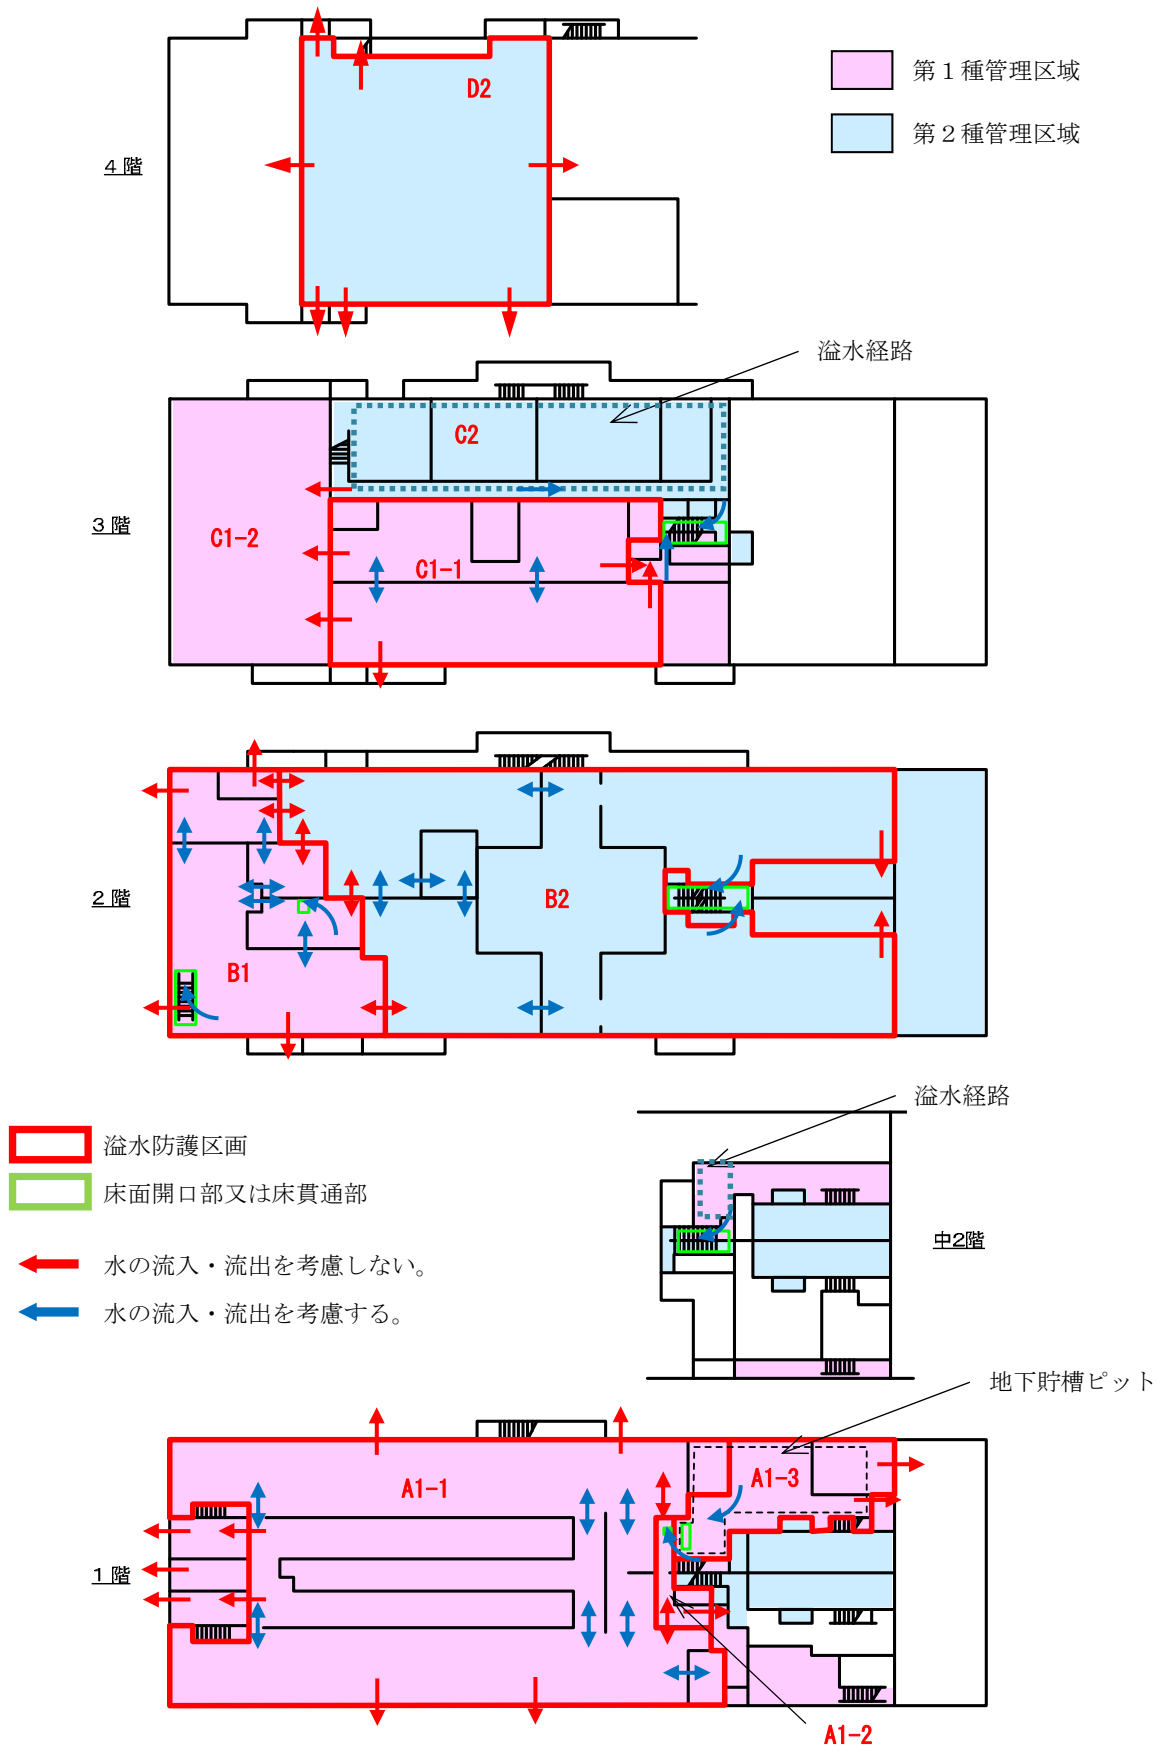 D2
第１種管理区域
第２種管理区域
４階
溢水経路
C2
３階
C1-2
C1-1
２階
B2
B1
溢水経路
溢水防護区画
床面開口部又は床貫通部
中2階
水の流入・流出を考慮しない。
水の流入・流出を考慮する。
地下貯槽ピット
A1-1
A1-3
１階
A1-2